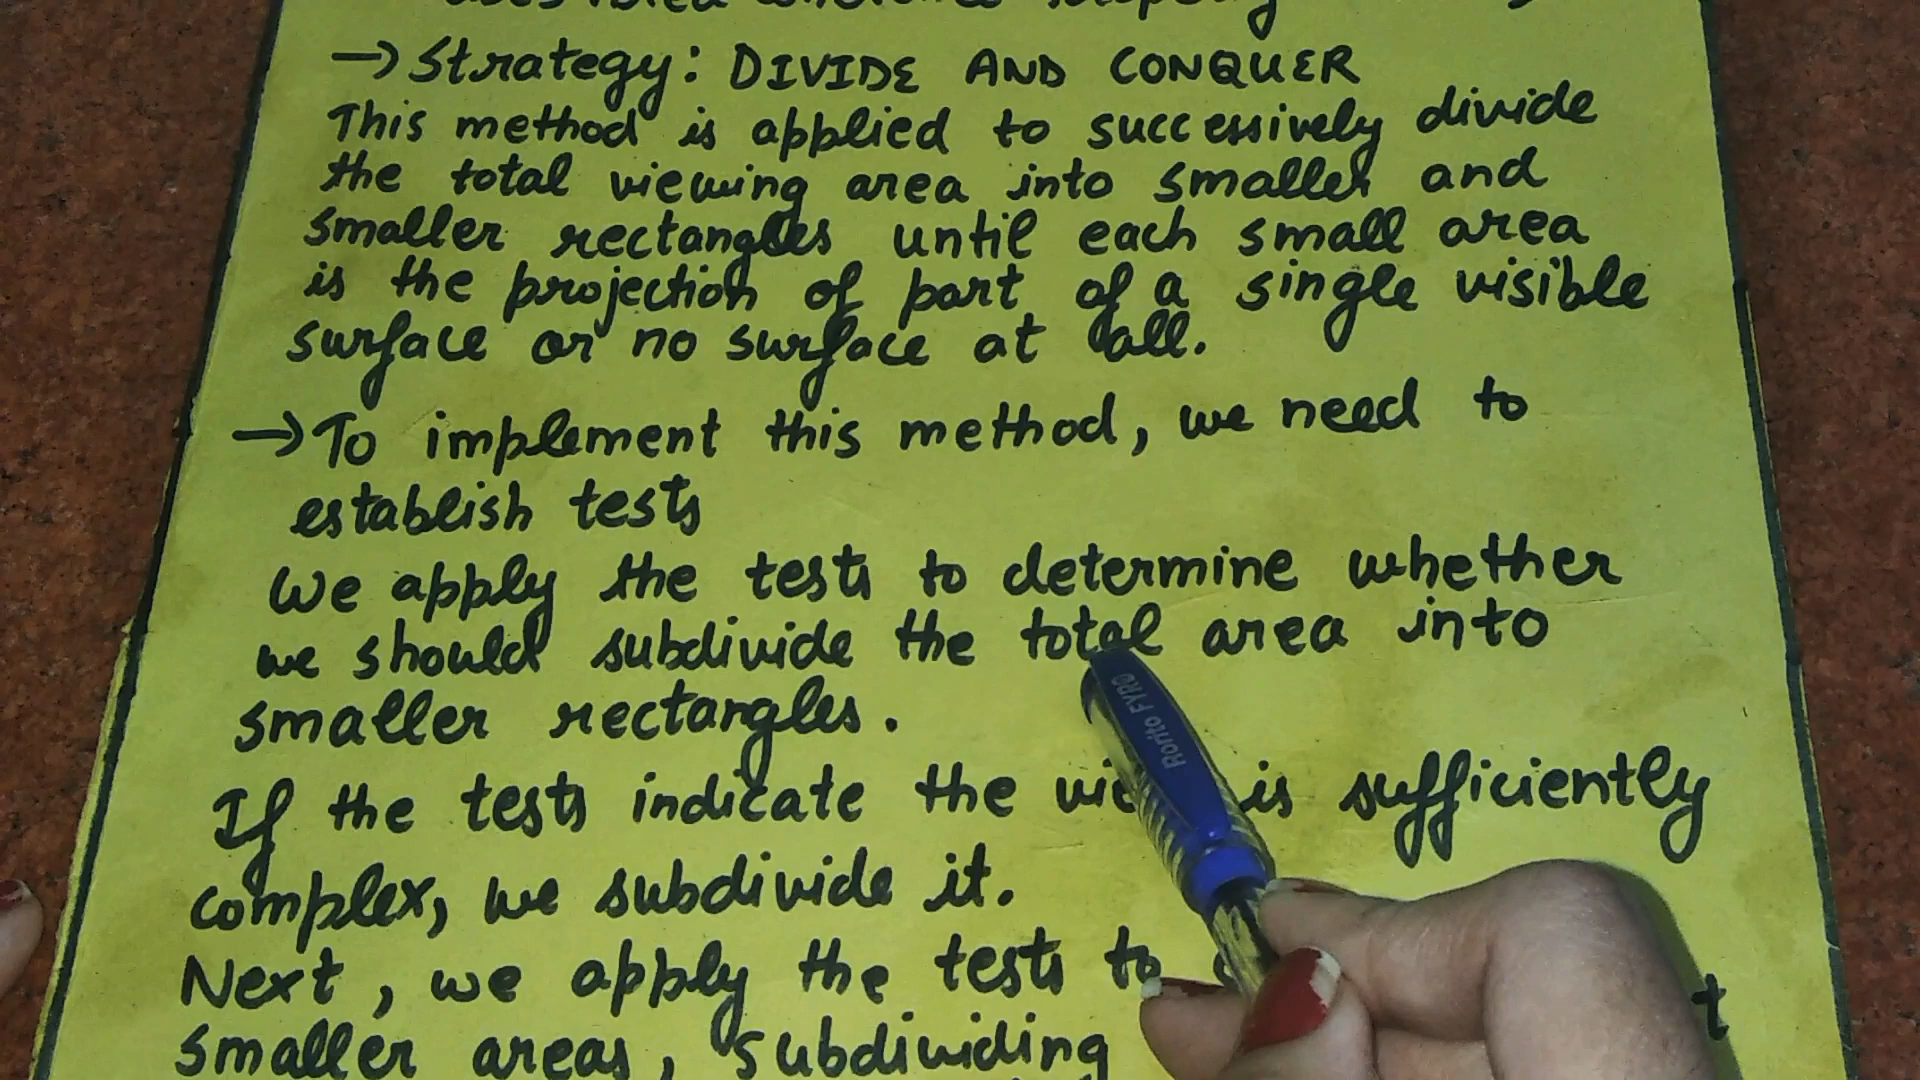 → Strategy: DIVIDE AND CONQUER
This method is applied to successively divide
the total viewing area into smaller and
smaller rectangles until each small area
is the projection of part of a single visible
surface or no surface at all.
→ To implement this method, we need to
establish tests
We apply the tests to determine whether
we should subdivide the total area into
smaller rectangles.
Rorito FYRO
If the tests indicate the is sufficiently
complex, we subdivide it.
Next, we apply the tests to
smaller areas, subdividing